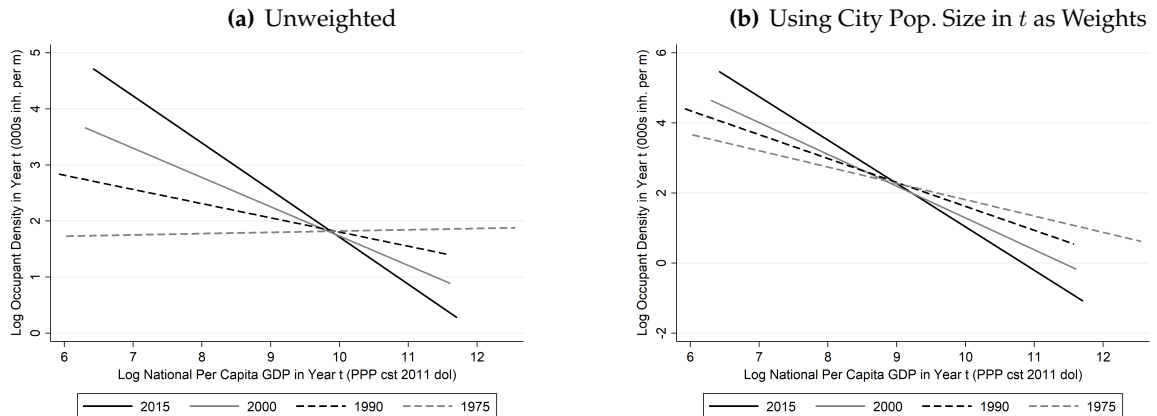 (a) Unweighted
Log Occupant Density in Year t (000s inh. per m)
5
4
3
2
1
0
6 7 8 9 10 11 12
Log National Per Capita GDP in Year t (PPP cst 2011 dol)
2015 2000 1990 1975
(b) Using City Pop. Size in t as Weights
Log Occupant Density in Year t (000s inh. per m)
6
4
2
0
-2
6 7 8 9 10 11 12
Log National Per Capita GDP in Year t (PPP cst 2011 dol)
2015 2000 1990 1975